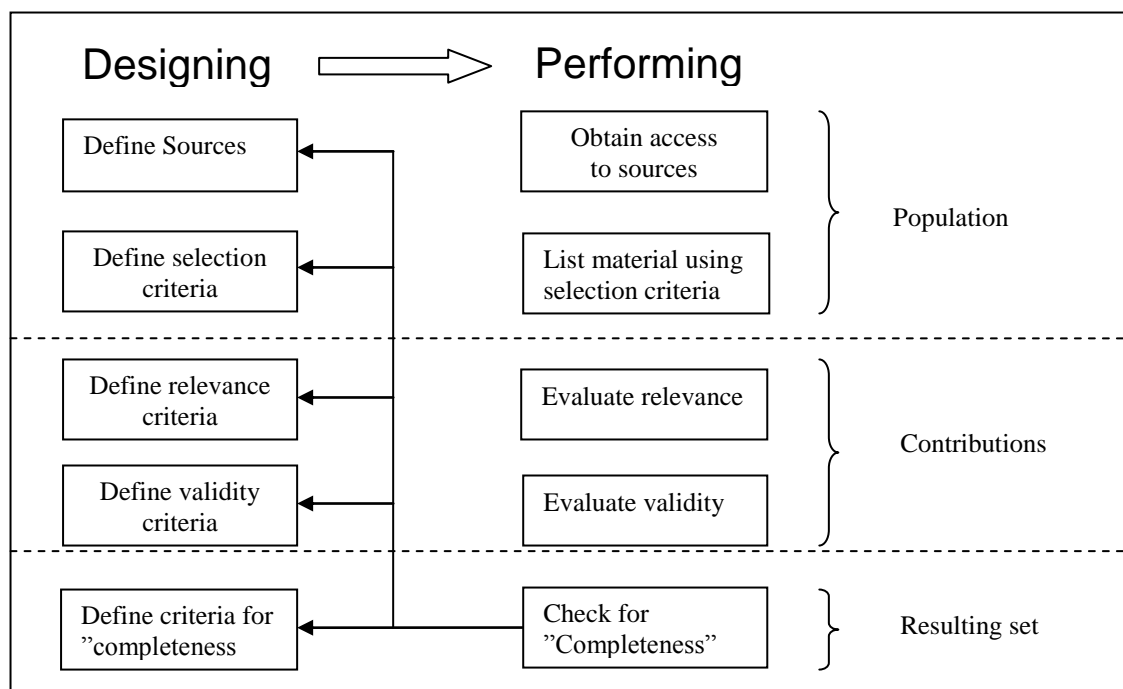 Designing
Performing
Define Sources
Obtain access
to sources
Population
Define selection
criteria
List material using
selection criteria
Define relevance
criteria
Evaluate relevance
Contributions
Define validity
criteria
Evaluate validity
Define criteria for
”completeness
Check for
”Completeness”
Resulting set